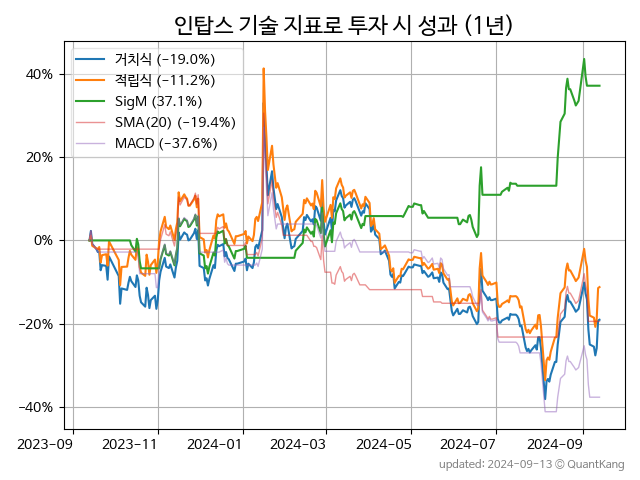 인탑스 기술 지표로 투자 시 성과 (1년)
거치식 (−19.0%)
적립식 (−11.2%)
SigM (37.1%)
SMA(20) (−19.4%)
MACD (−37.6%)
40%
20%
0%
−20%
−40%
2023-09 2023-11 2024-01 2024-03 2024-05 2024-07 2024-09
updated: 2024-09-13 © QuantKang